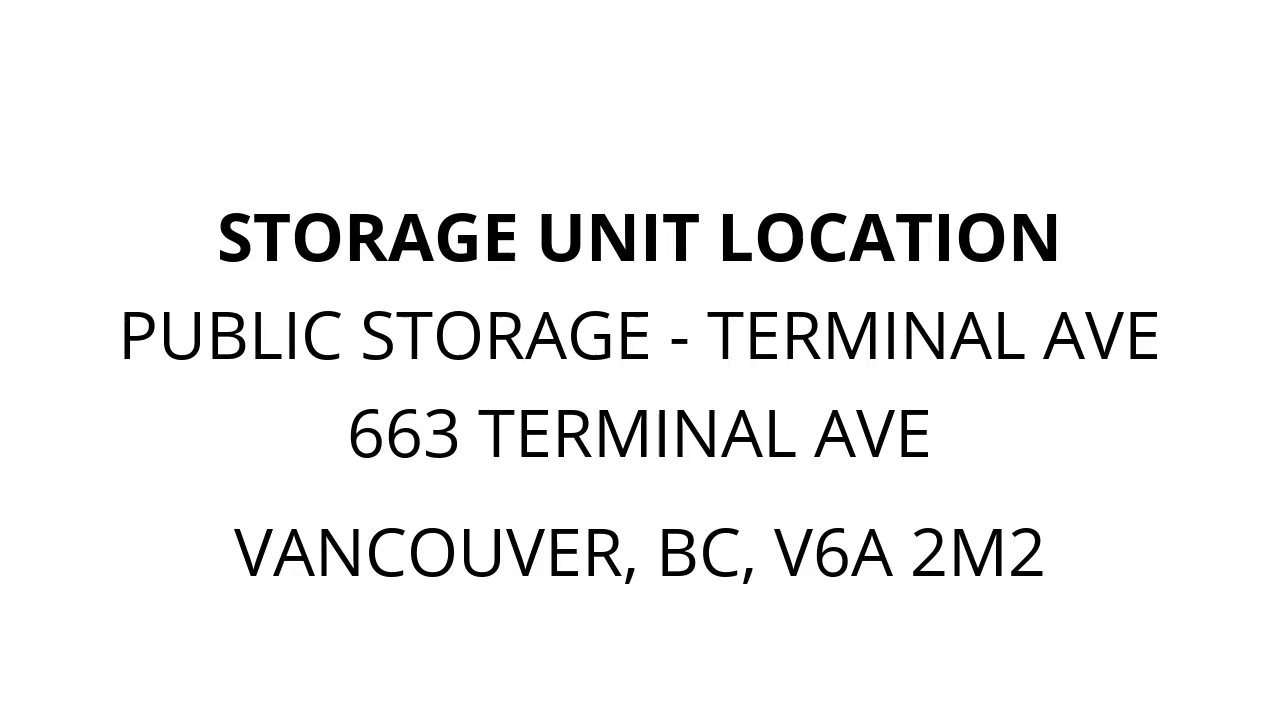 STORAGE UNIT LOCATION
PUBLIC STORAGE - TERMINAL AVE
663 TERMINAL AVE
VANCOUVER, BC, V6A 2M2